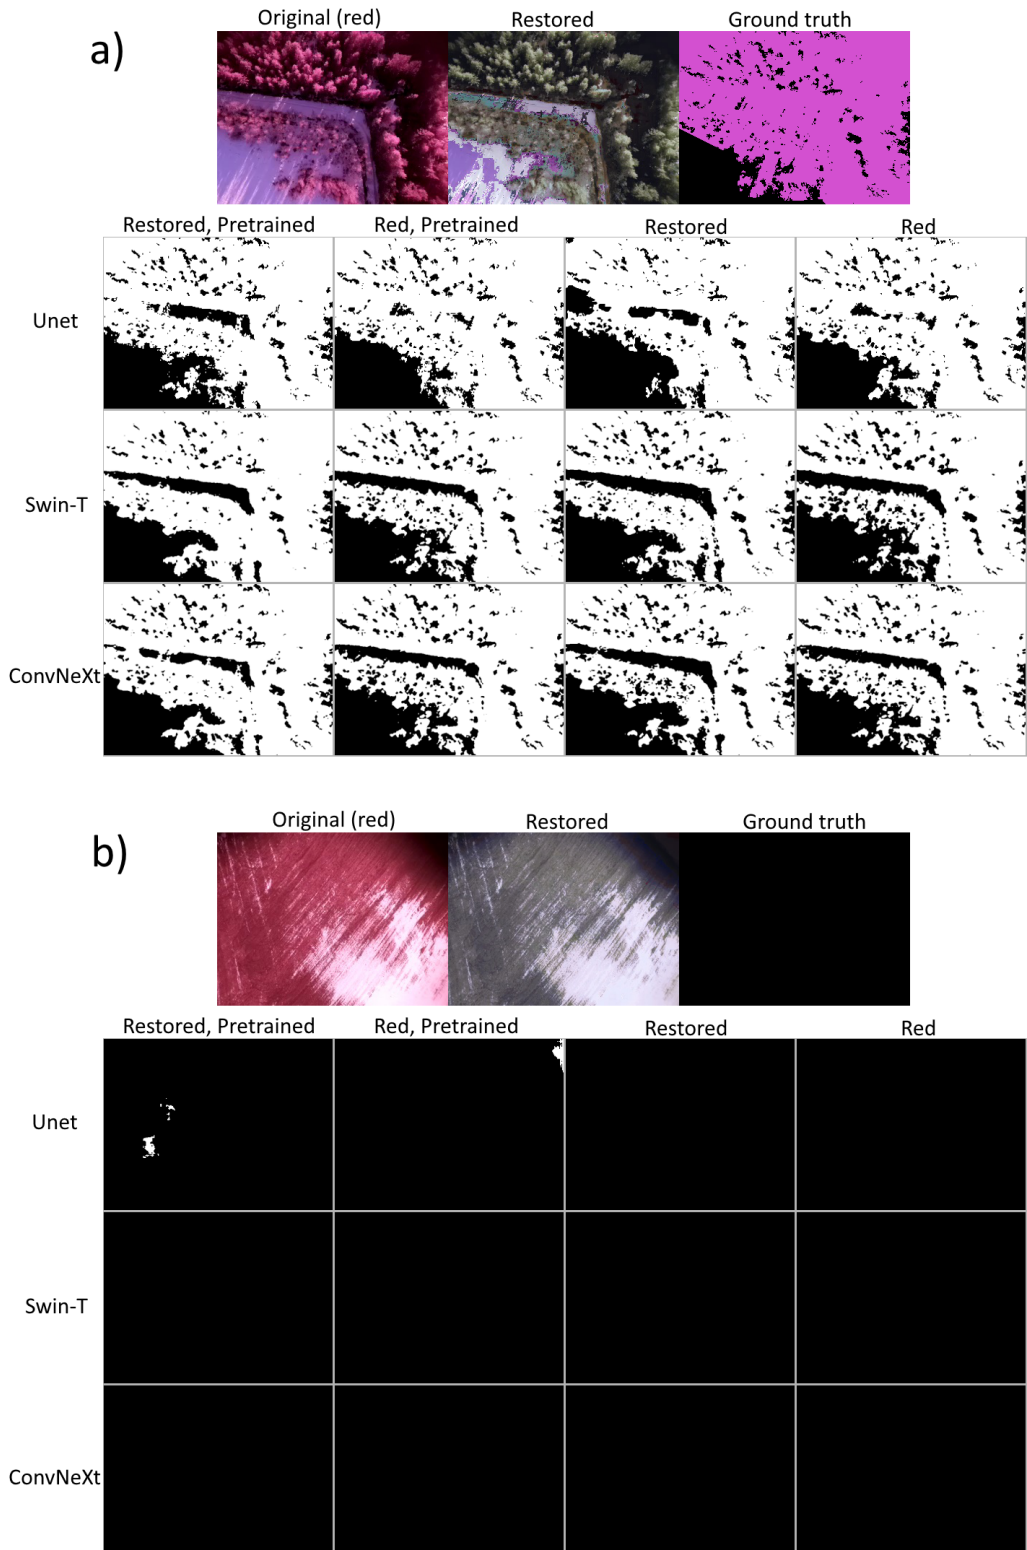 a)
Original (red) Restored Ground truth
Restored, Pretrained Red, Pretrained Restored Red
Unet
Swin-T
ConvNeXt
b)
Original (red) Restored Ground truth
Restored, Pretrained Red, Pretrained Restored Red
Unet
Swin-T
ConvNeXt